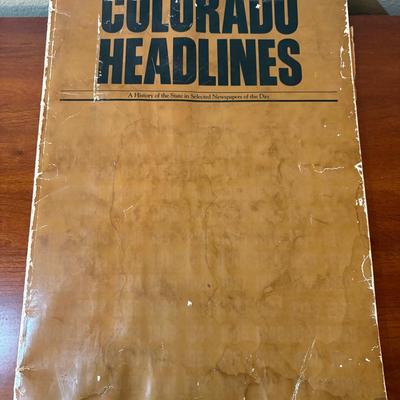 COLORADO
HEADLINES
A History of the State in Selected Newspapers of the Day